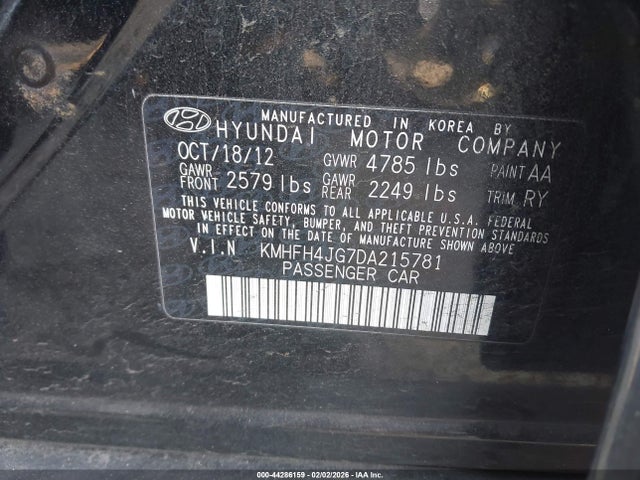 MANUFACTURED IN KOREA BY
HYUNDAI MOTOR COMPANY
OCT/18/12 GVWR 4785 lbs PAINT AA
GAWR FRONT 2579 lbs GAWR REAR 2249 lbs TRIM RY
THIS VEHICLE CONFORMS TO ALL APPLICABLE U.S.A. FEDERAL
MOTOR VEHICLE SAFETY, BUMPER, AND THEFT PREVENTION STANDARDS
IN EFFECT ON THE DATE OF MANUFACTURE SHOWN ABOVE
V.I.N KMHFH4JG7DA215781
PASSENGER CAR
000-44286159 - 02/02/2026 - IAA Inc.